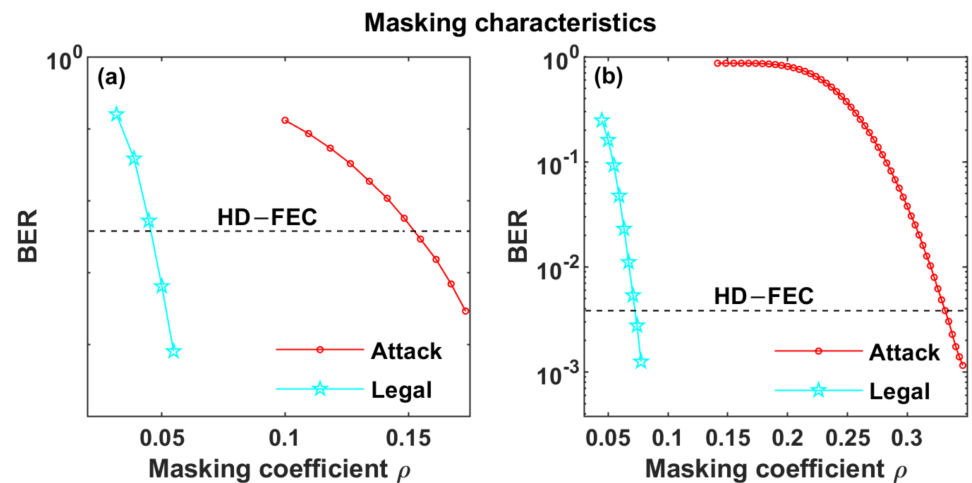 Masking characteristics
(a)
10^0
BER
HD−FEC
Attack
Legal
0.05 0.1 0.15
Masking coefficient ρ
(b)
10^0
10^-1
10^-2
10^-3
BER
HD−FEC
Attack
Legal
0.05 0.1 0.15 0.2 0.25 0.3
Masking coefficient ρ